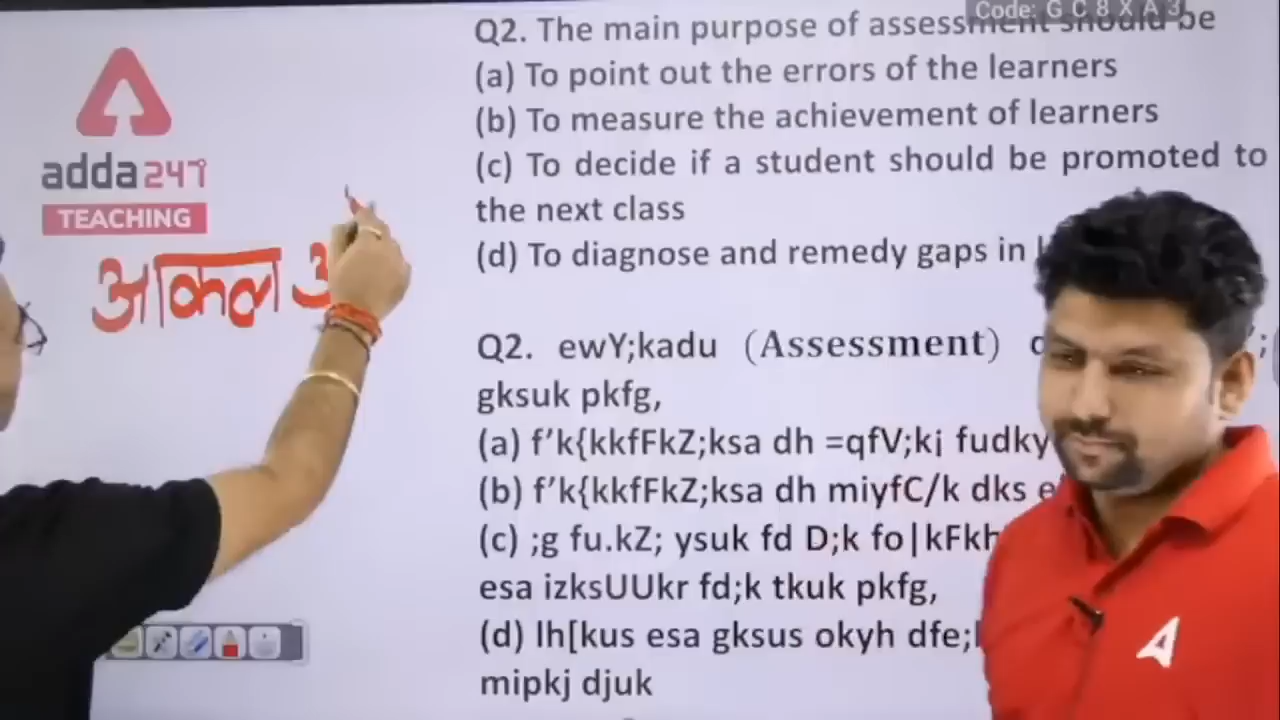 Code: G C 8 X A 3
Q2. The main purpose of assessment should be
(a) To point out the errors of the learners
(b) To measure the achievement of learners
(c) To decide if a student should be promoted to
the next class
(d) To diagnose and remedy gaps in
adda247
TEACHING
आकल
Q2. ewY;kadu (Assessment)
gksuk pkfg,
(a) f'k{kkfFkZ;ksa dh =qfV;kj fudky
(b) f'k{kkfFkZ;ksa dh miyfC/k dks
(c) ;g fu.kZ; ysuk fd D;k fo|kFkh
esa izksUUkr fd;k tkuk pkfg,
(d) lh[kus esa gksus okyh dfe;
mipkj djuk